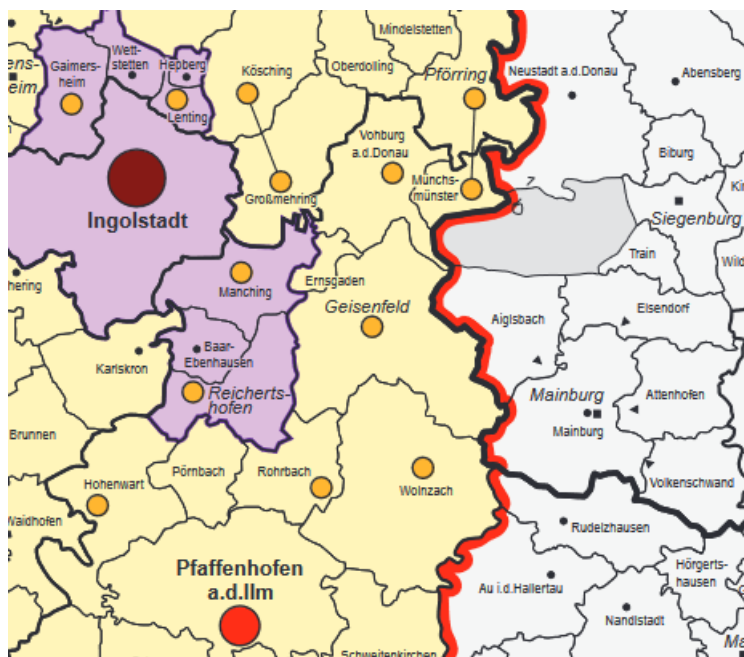 Mindelstetten
Wett-
stetten
Gaimers-
heim
Hepberg
Kösching
Oberdolling
Pförring
Neustadt a.d.Donau
Abensberg
ens-
eim
Lenting
Vohburg
a.d.Donau
Biburg
Münchs-
münster
Großmehring
Ingolstadt
Siegenburg
Train
Wild
Manching
Ernsgaden
hering
Geisenfeld
Elsendorf
Aiglsbach
Baar-
Ebenhausen
Karlskron
Reicherts-
hofen
Mainburg
Attenhofen
Mainburg
Brunnen
Pörnbach
Rohrbach
Hohenwart
Wolnzach
Volkenschwand
Waidhofen
Rudelzhausen
Pfaffenhofen
a.d.Ilm
Hörgerts-
hausen
Au i.d.Hallertau
Nandlstadt
Schweitenkirchen